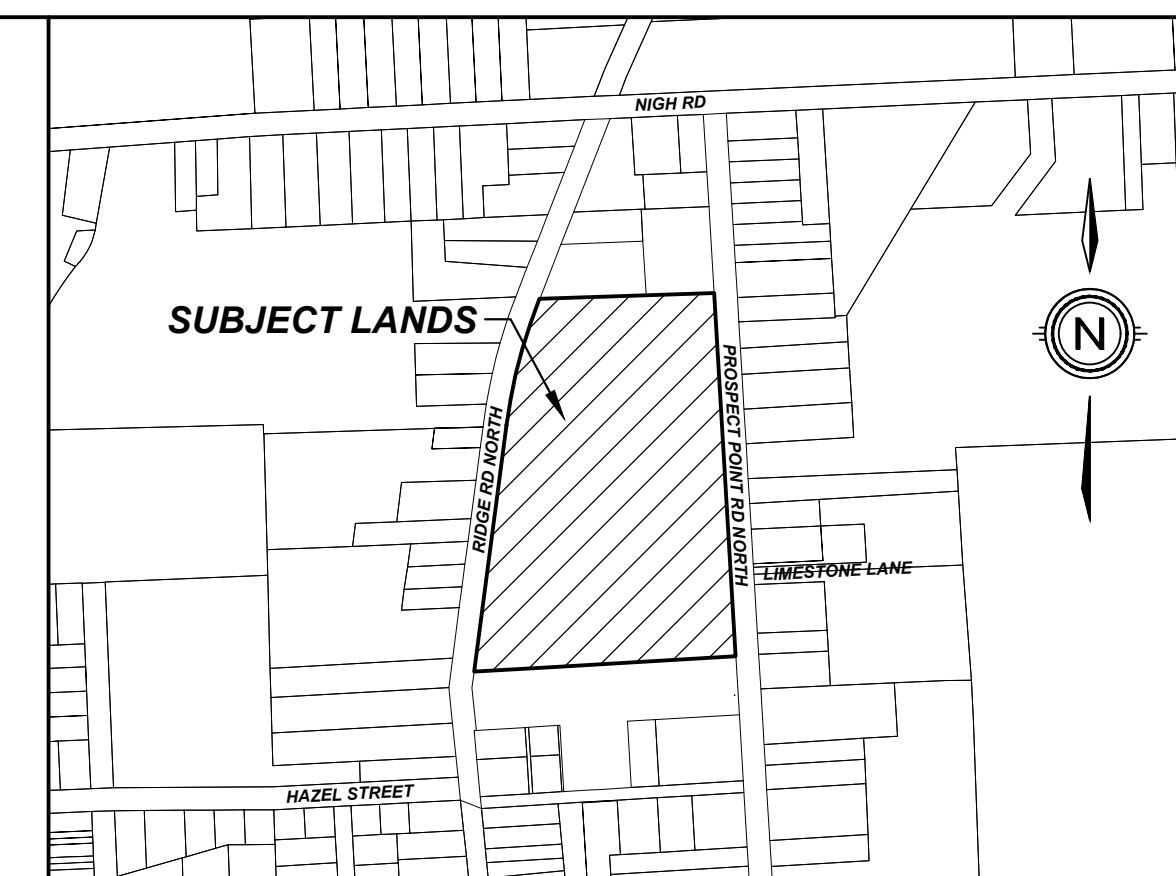 NIGH RD
SUBJECT LANDS
N
PROSPECT POINT RD NORTH
RIDGE RD NORTH
LIMESTONE LANE
HAZEL STREET